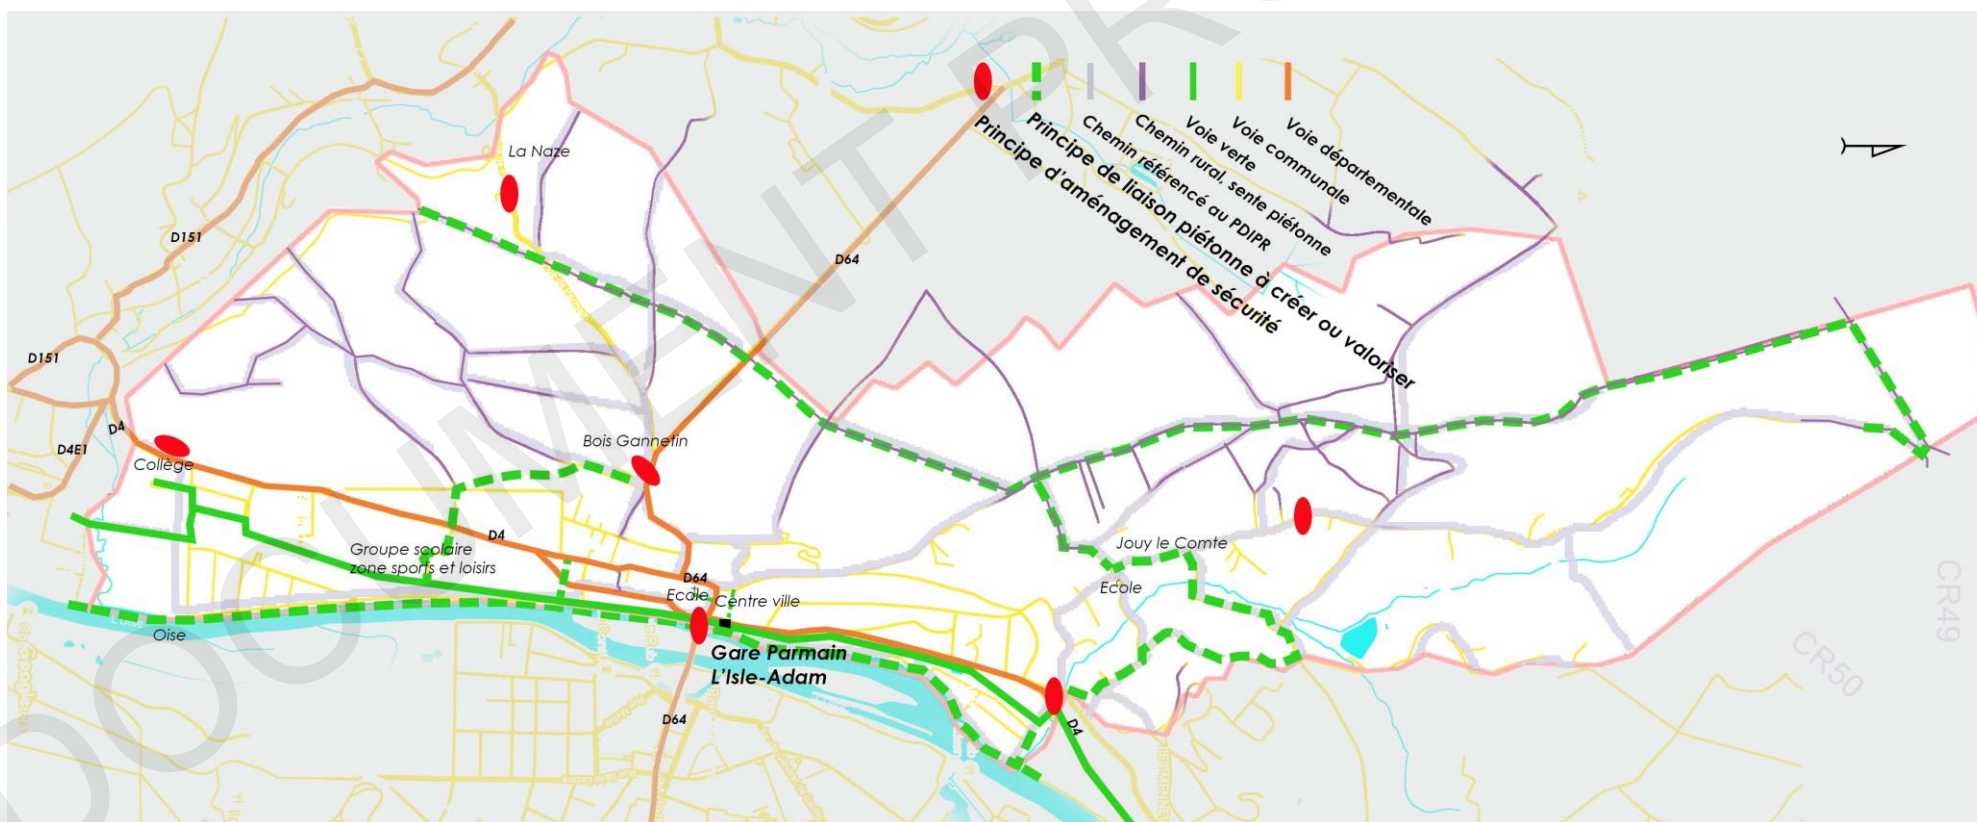 DOCUMENT PR
La Naze
D151
D64
Voie départementale
Voie communale
Voie verte
Chemin rural, sente piétonne
Chemin référencé au PDIPR
Principe de liaison piétonne à créer ou valoriser
Principe d'aménagement de sécurité
D151
D4
D4E1
Collège
Bois Gannetin
D4
Groupe scolaire
zone sports et loisirs
D64
Ecole
Centre ville
Jouy le Comte
Ecole
Oise
Gare Parmain
L'Isle-Adam
D64
D4
CR49
CR50